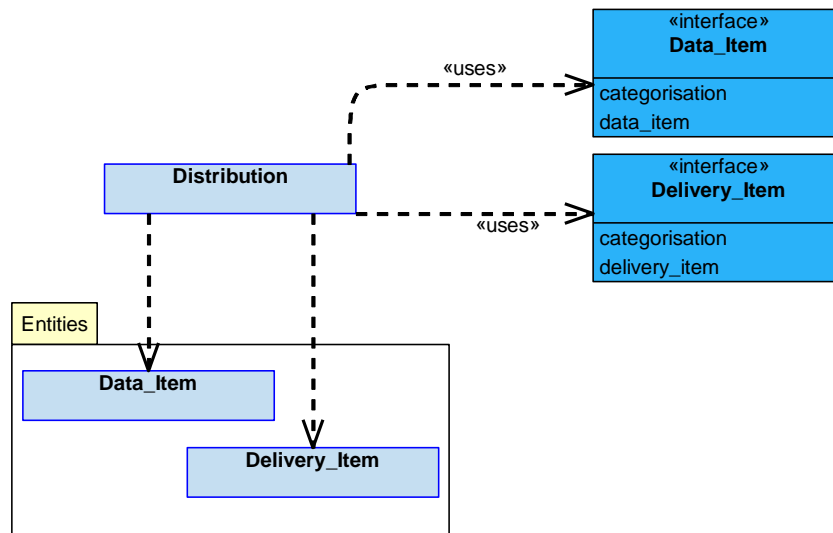 «interface»
Data_Item
«uses»
categorisation
data_item
Distribution
«interface»
Delivery_Item
«uses»
categorisation
delivery_item
Entities
Data_Item
Delivery_Item